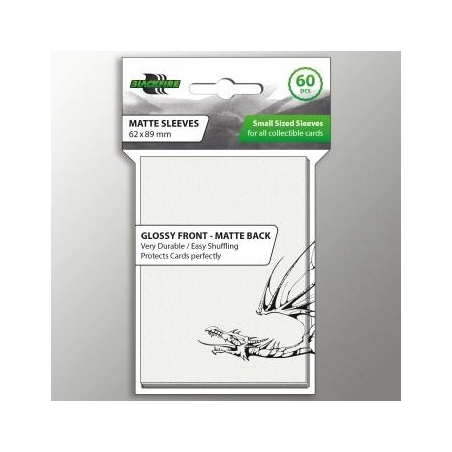 BLACKFIRE
60
pcs
MATTE SLEEVES
62 x 89 mm
Small Sized Sleeves
for all collectible cards
GLOSSY FRONT - MATTE BACK
Very Durable / Easy Shuffling
Protects Cards perfectly